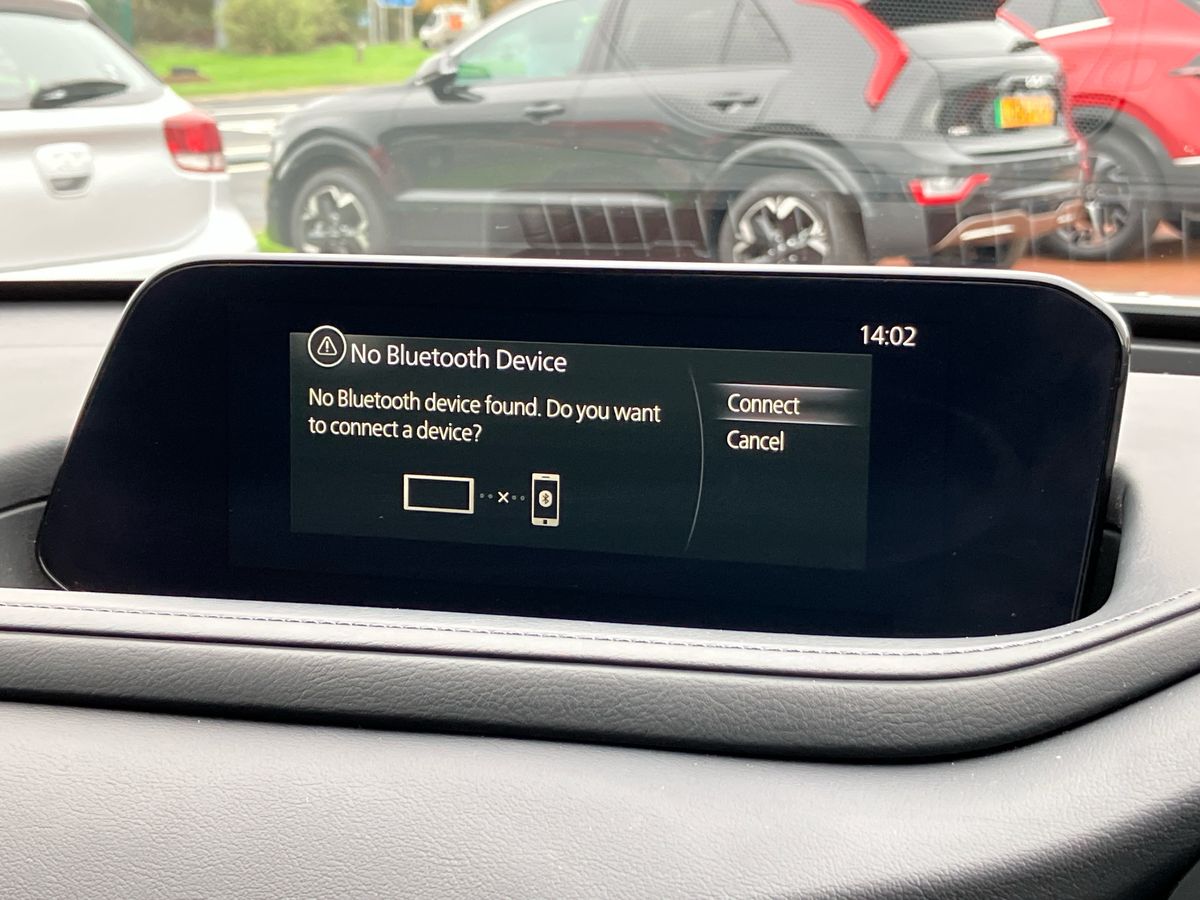 14:02
No Bluetooth Device
No Bluetooth device found. Do you want
to connect a device?
Connect
Cancel